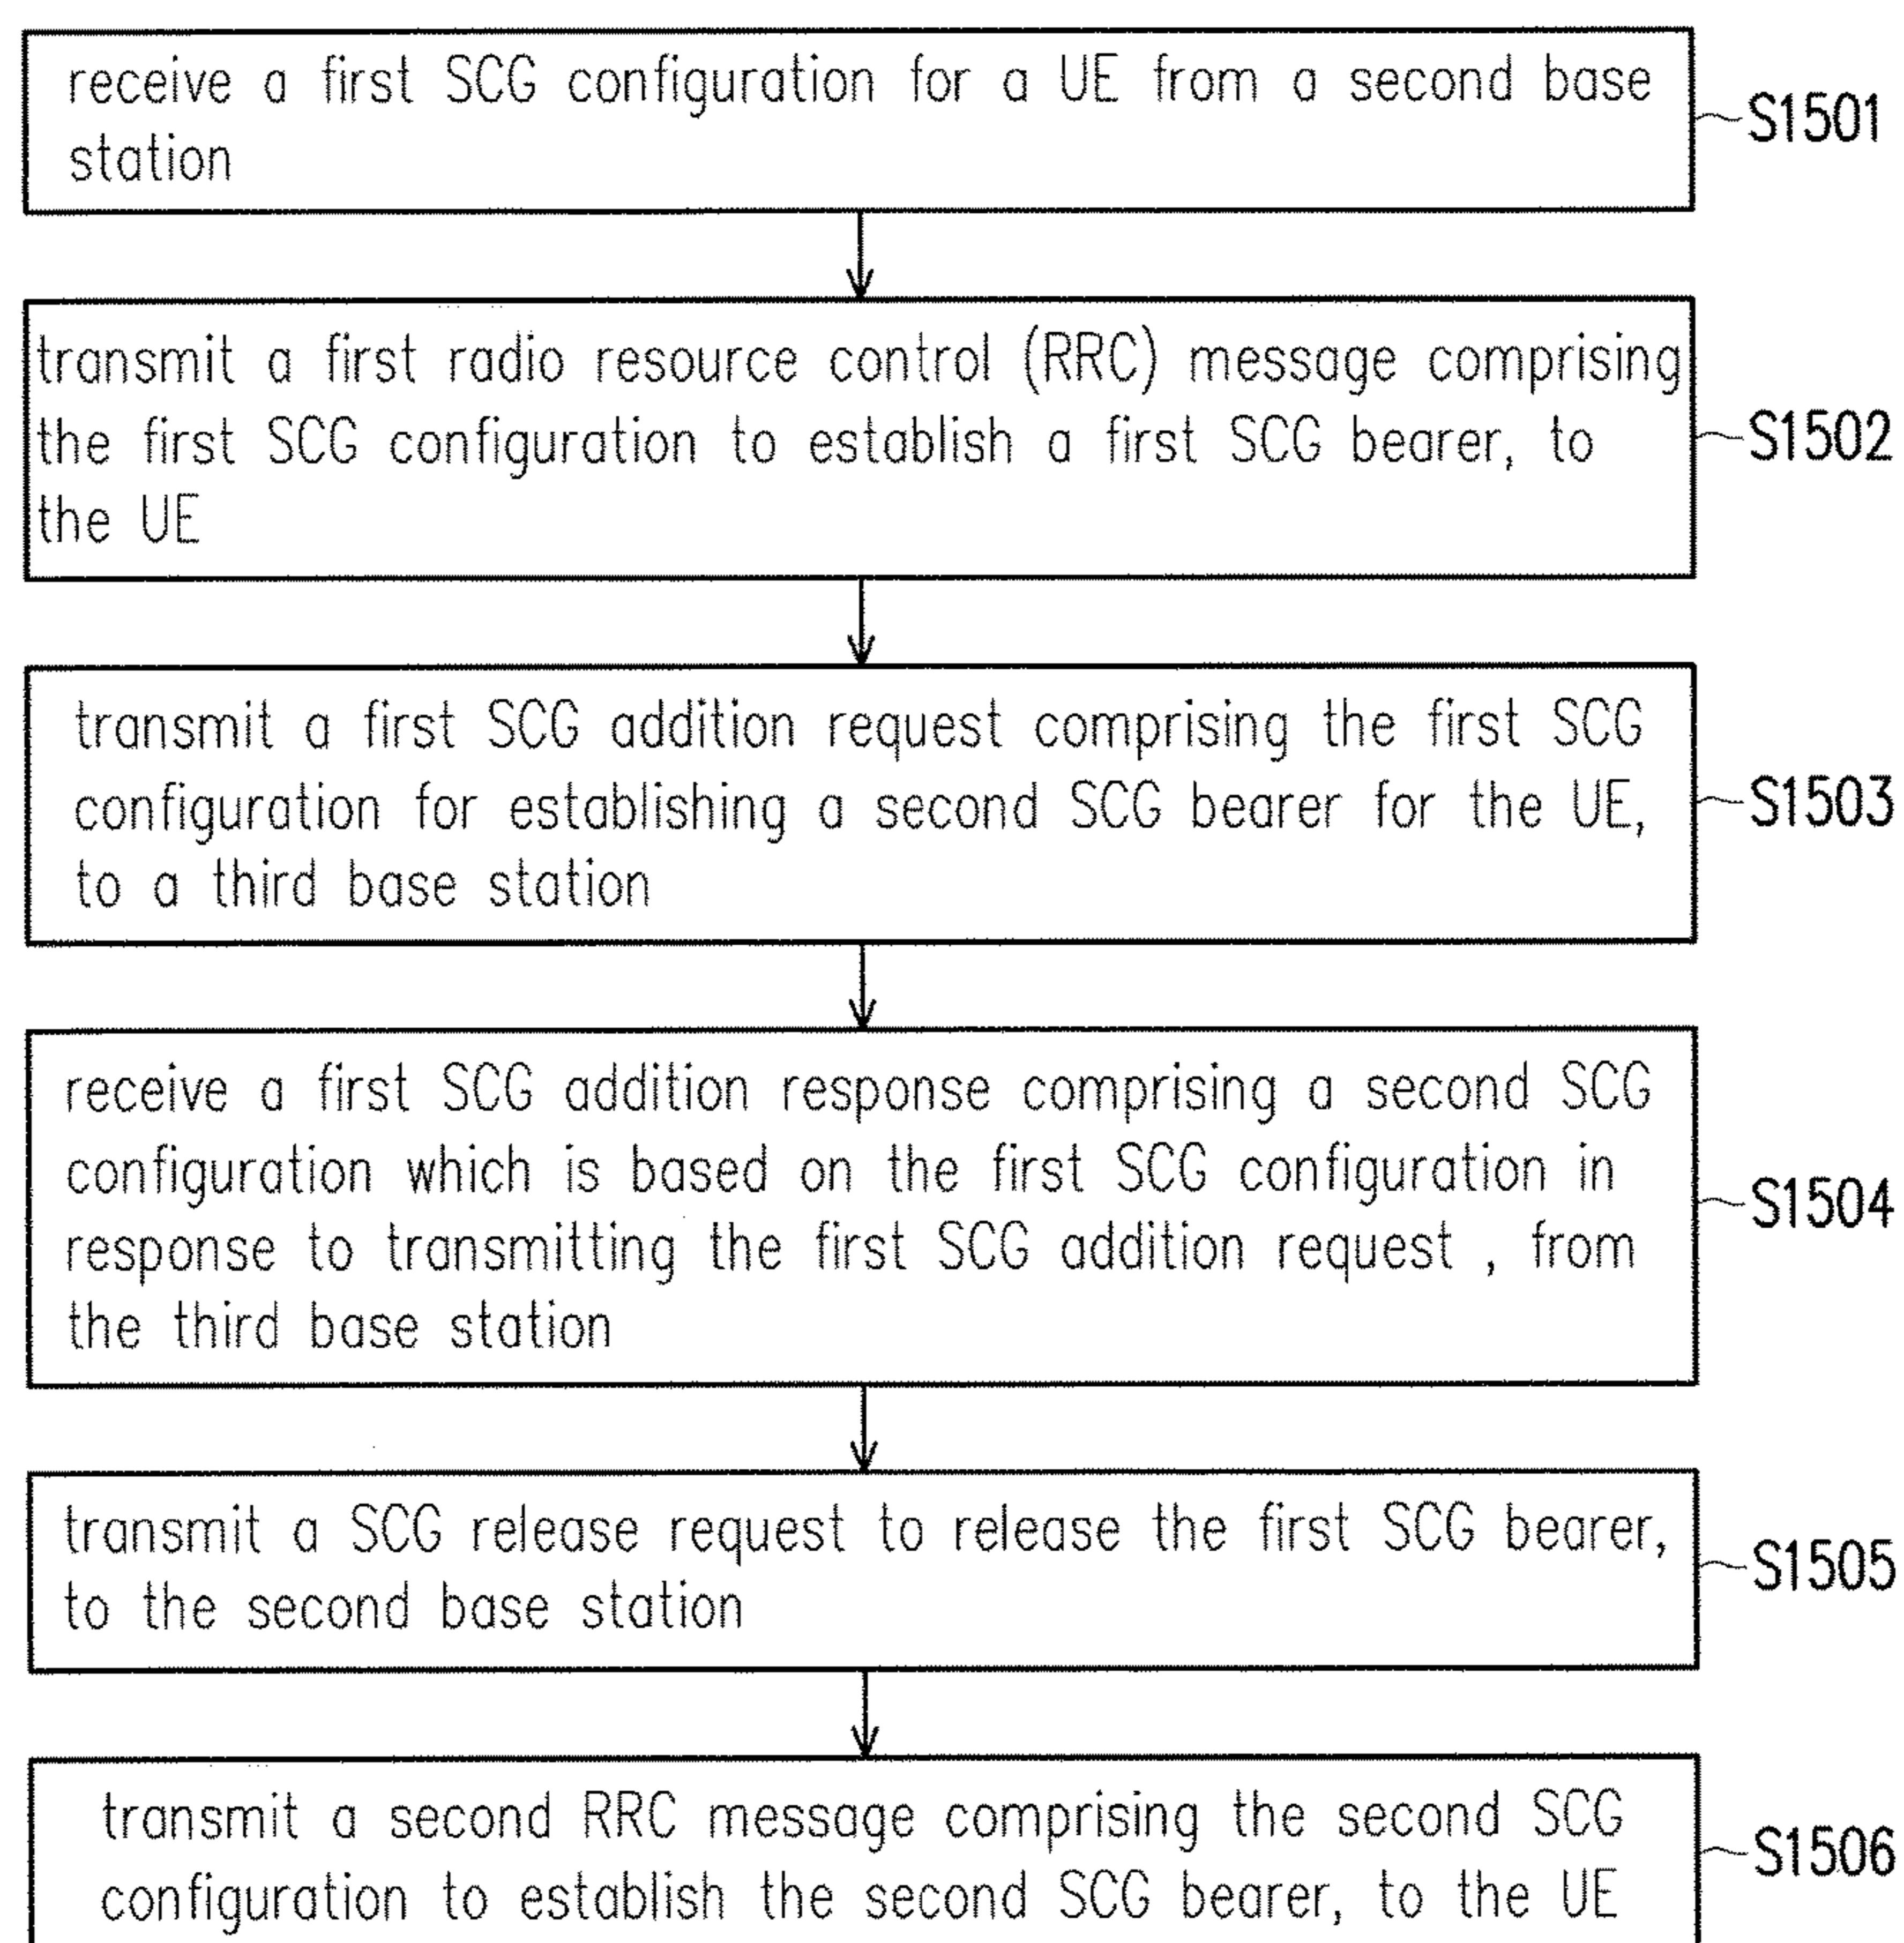 receive a first SCG configuration for a UE from a second base
station
S1501
transmit a first radio resource control (RRC) message comprising
the first SCG configuration to establish a first SCG bearer, to
the UE
S1502
transmit a first SCG addition request comprising the first SCG
configuration for establishing a second SCG bearer for the UE,
to a third base station
S1503
receive a first SCG addition response comprising a second SCG
configuration which is based on the first SCG configuration in
response to transmitting the first SCG addition request , from
the third base station
S1504
transmit a SCG release request to release the first SCG bearer,
to the second base station
S1505
transmit a second RRC message comprising the second SCG
configuration to establish the second SCG bearer, to the UE
S1506